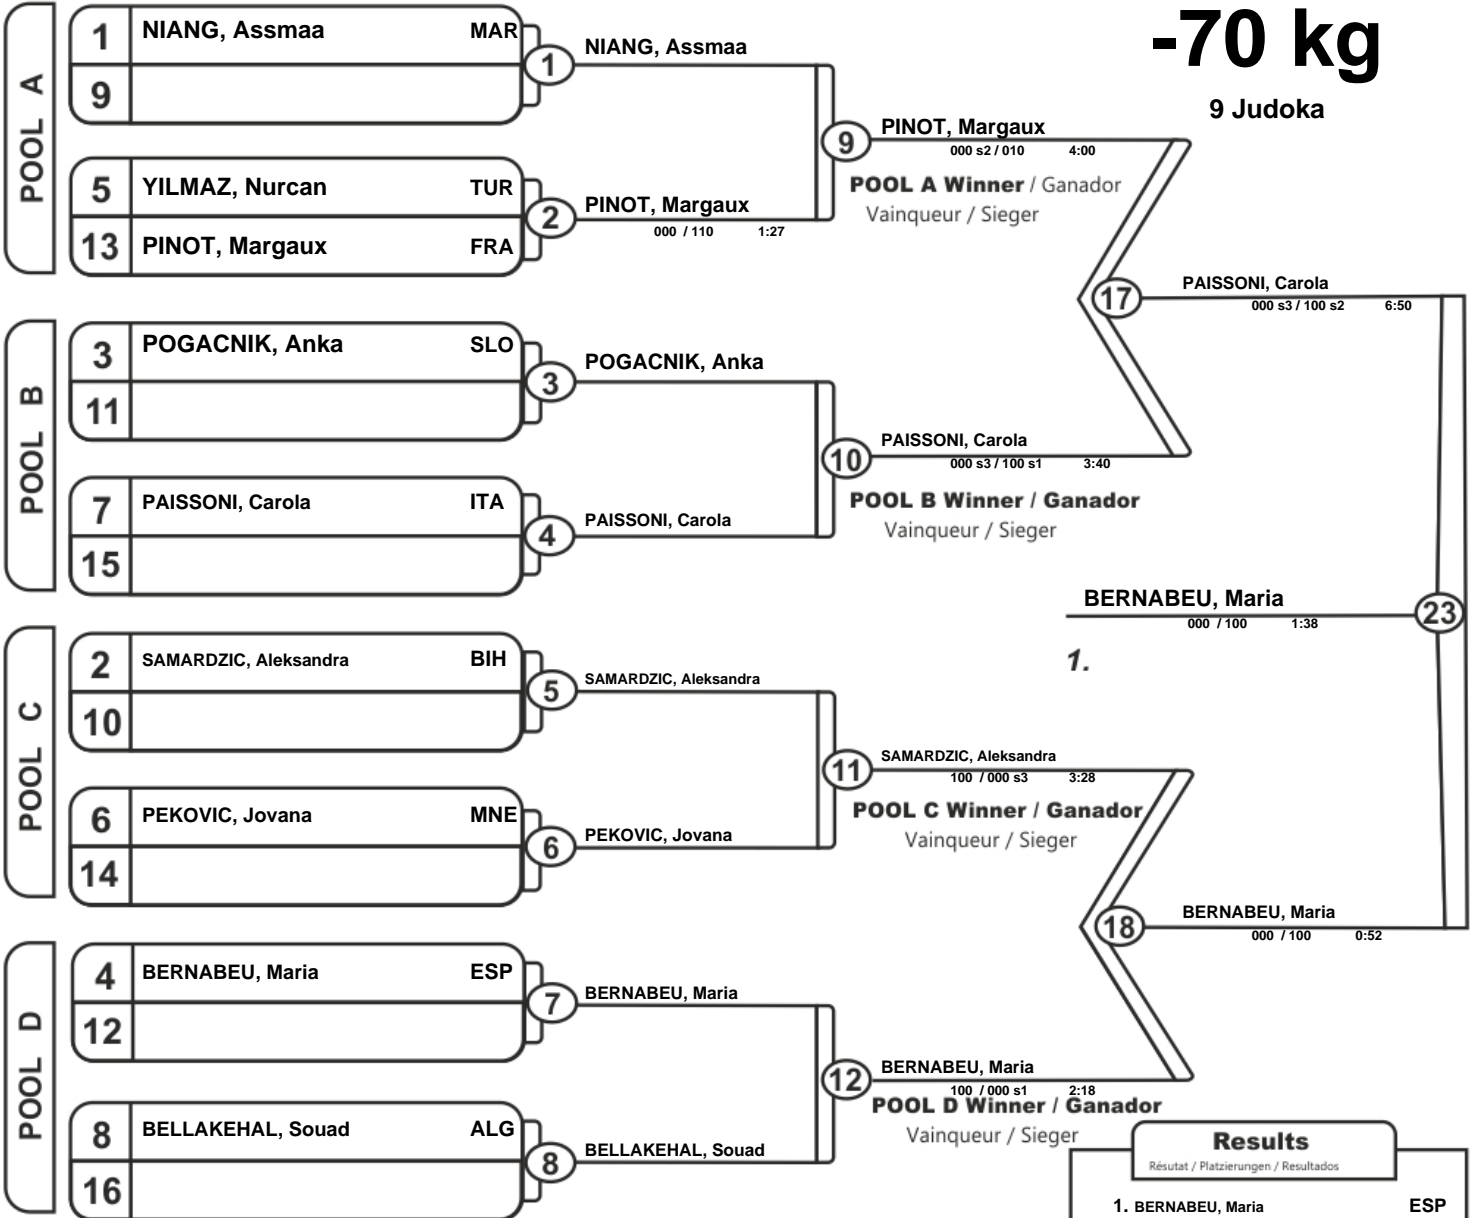 -70 kg
9 Judoka
POOL A
1 NIANG, Assmaa MAR
9
1
NIANG, Assmaa
5 YILMAZ, Nurcan TUR
13 PINOT, Margaux FRA
2
PINOT, Margaux
000 / 110 1:27
9
PINOT, Margaux
000 s2 / 010 4:00
POOL A Winner / Ganador
Vainqueur / Sieger
POOL B
3 POGACNIK, Anka SLO
11
3
POGACNIK, Anka
7 PAISSONI, Carola ITA
15
4
PAISSONI, Carola
10
PAISSONI, Carola
000 s3 / 100 s1 3:40
POOL B Winner / Ganador
Vainqueur / Sieger
17
PAISSONI, Carola
000 s3 / 100 s2 6:50
BERNABEU, Maria
000 / 100 1:38
23
1.
POOL C
2 SAMARDZIC, Aleksandra BIH
10
5
SAMARDZIC, Aleksandra
6 PEKOVIC, Jovana MNE
14
6
PEKOVIC, Jovana
11
SAMARDZIC, Aleksandra
100 / 000 s3 3:28
POOL C Winner / Ganador
Vainqueur / Sieger
18
BERNABEU, Maria
000 / 100 0:52
POOL D
4 BERNABEU, Maria ESP
12
7
BERNABEU, Maria
8 BELLAKEHAL, Souad ALG
16
8
BELLAKEHAL, Souad
12
BERNABEU, Maria
100 / 000 s1 2:18
POOL D Winner / Ganador
Vainqueur / Sieger
Results
Résutat / Platzierungen / Resultados
1. BERNABEU, Maria ESP